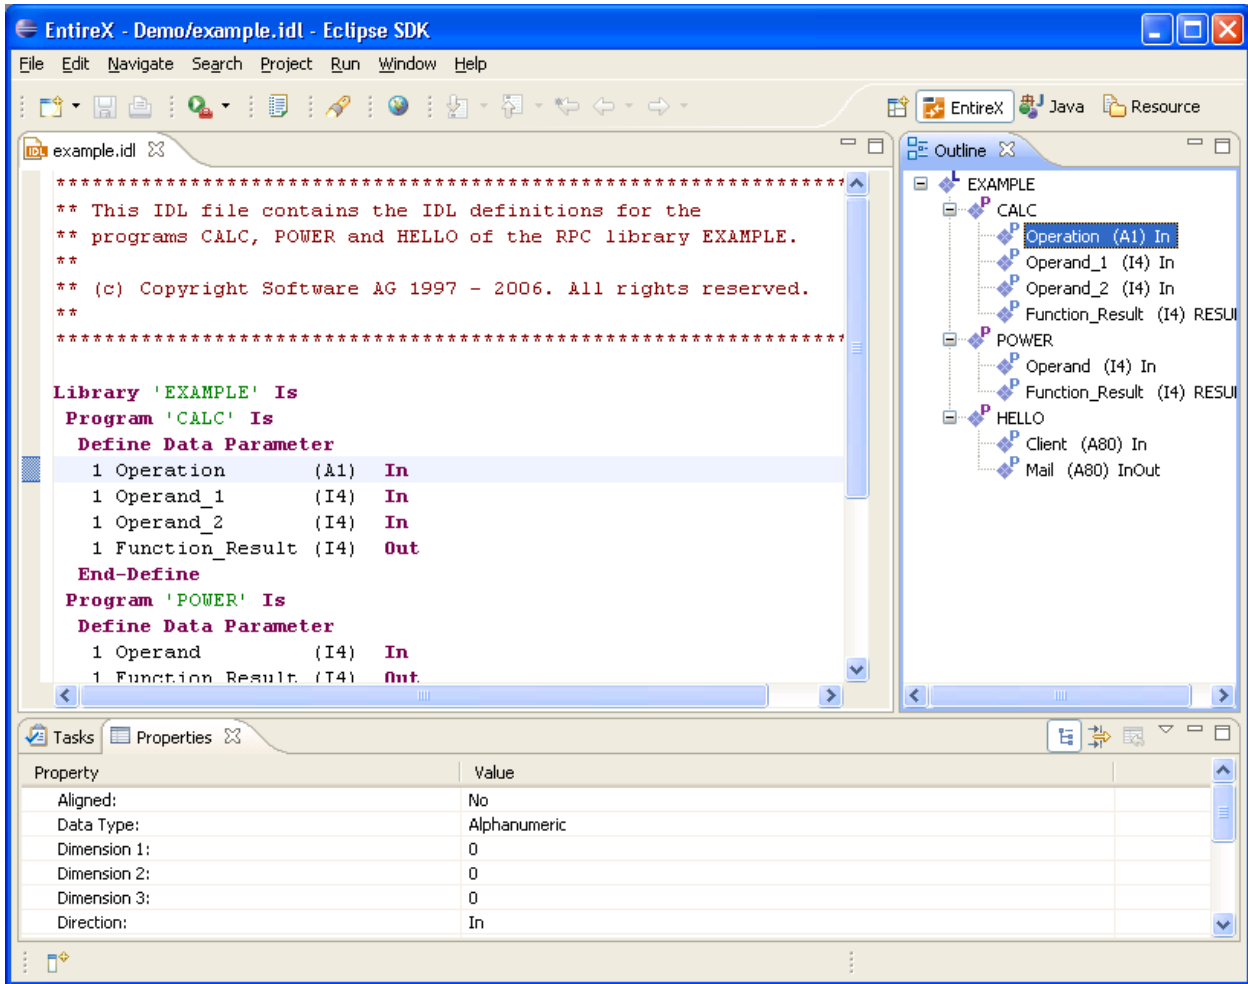 EntireX - Demo/example.idl - Eclipse SDK
File Edit Navigate Search Project Run Window Help
EntireX Java Resource
example.idl
*****************************************************************
** This IDL file contains the IDL definitions for the
** programs CALC, POWER and HELLO of the RPC library EXAMPLE.
**
** (c) Copyright Software AG 1997 - 2006. All rights reserved.
**
*****************************************************************
Library 'EXAMPLE' Is
Program 'CALC' Is
Define Data Parameter
1 Operation (A1) In
1 Operand_1 (I4) In
1 Operand_2 (I4) In
1 Function_Result (I4) Out
End-Define
Program 'POWER' Is
Define Data Parameter
1 Operand (I4) In
1 Function_Result (I4) Out
Outline
EXAMPLE
CALC
Operation (A1) In
Operand_1 (I4) In
Operand_2 (I4) In
Function_Result (I4) RESUL
POWER
Operand (I4) In
Function_Result (I4) RESUL
HELLO
Client (A80) In
Mail (A80) InOut
Tasks Properties
Property Value
Aligned: No
Data Type: Alphanumeric
Dimension 1: 0
Dimension 2: 0
Dimension 3: 0
Direction: In